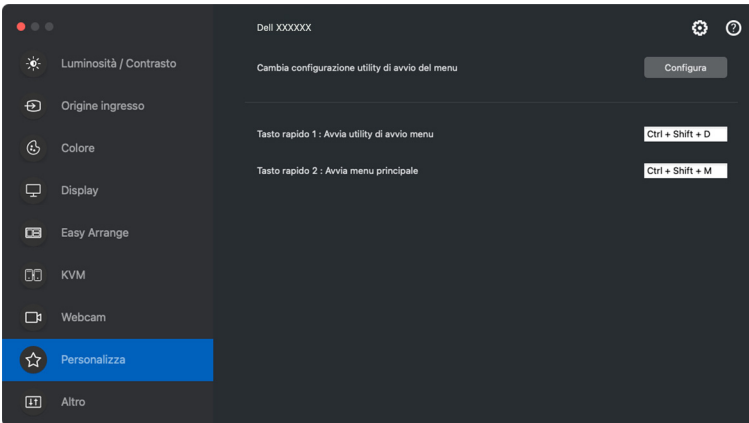 Dell XXXXXX
Luminosità / Contrasto
Cambia configurazione utility di avvio del menu
Configura
Origine ingresso
Tasto rapido 1 : Avvia utility di avvio menu
Ctrl + Shift + D
Colore
Tasto rapido 2 : Avvia menu principale
Ctrl + Shift + M
Display
Easy Arrange
KVM
Webcam
Personalizza
Altro